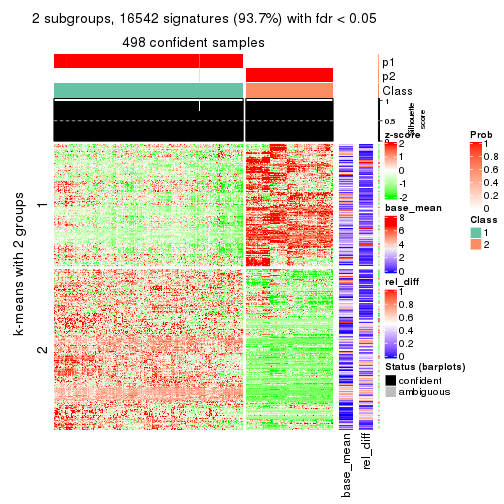 2 subgroups, 16542 signatures (93.7%) with fdr < 0.05
498 confident samples
p1
p2
Class
1
0.5
Silhouette
score
k-means with 2 groups
1
2
z-score
2
1
0
-1
-2
base_mean
8
6
4
2
0
rel_diff
1
0.8
0.6
0.4
0.2
0
Status (barplots)
confident
ambiguous
Prob
1
0.8
0.6
0.4
0.2
0
Class
1
2
base_mean
rel_diff